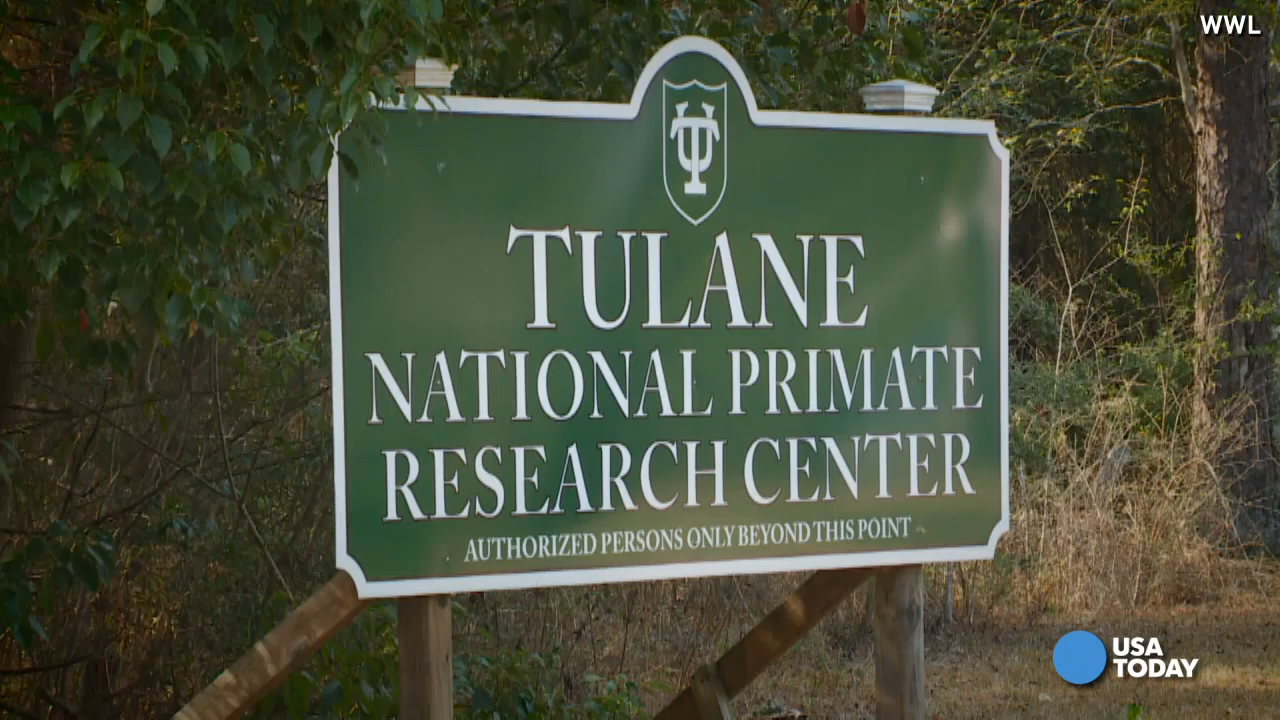 WWL
TU
TULANE
NATIONAL PRIMATE
RESEARCH CENTER
AUTHORIZED PERSONS ONLY BEYOND THIS POINT
USA
TODAY